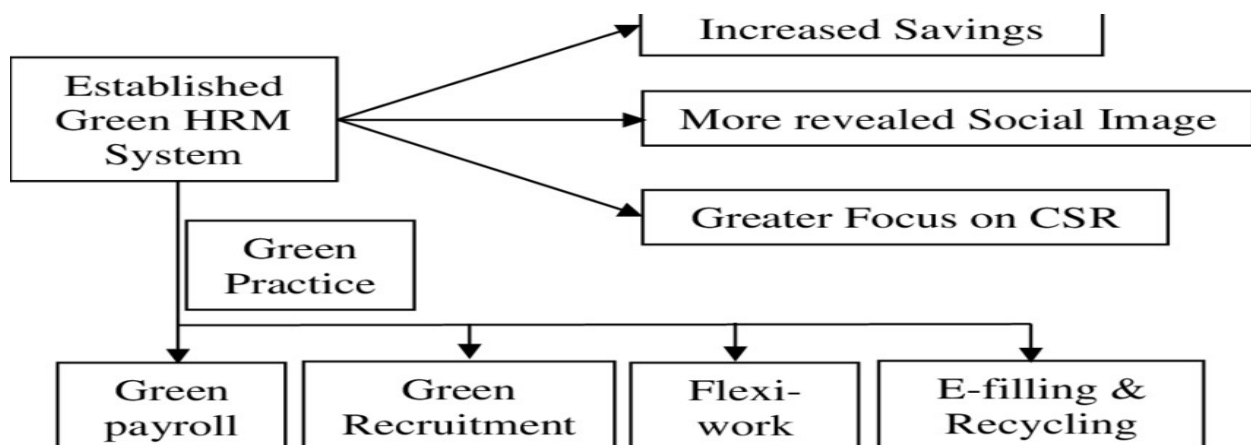 Increased Savings
Established
Green HRM
System
More revealed Social Image
Greater Focus on CSR
Green
Practice
Green
payroll
Green
Recruitment
Flexi-
work
E-filling &
Recycling